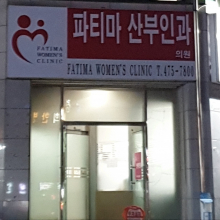 파티마 산부인과
의원
FATIMA
WOMEN'S
CLINIC
FATIMA WOMEN'S CLINIC T.475-7800